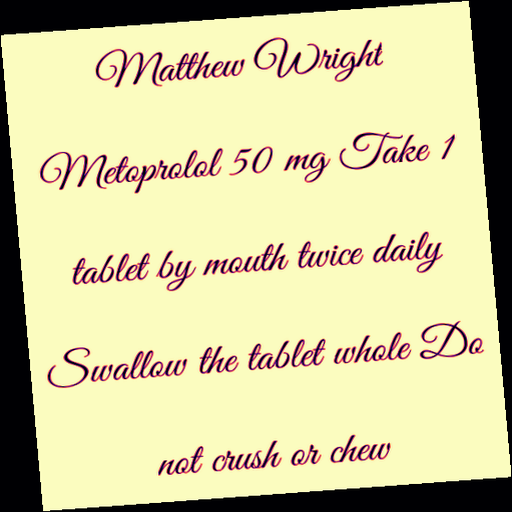 Matthew Wright
Metoprolol 50 mg Take 1
tablet by mouth twice daily
Swallow the tablet whole Do
not crush or chew